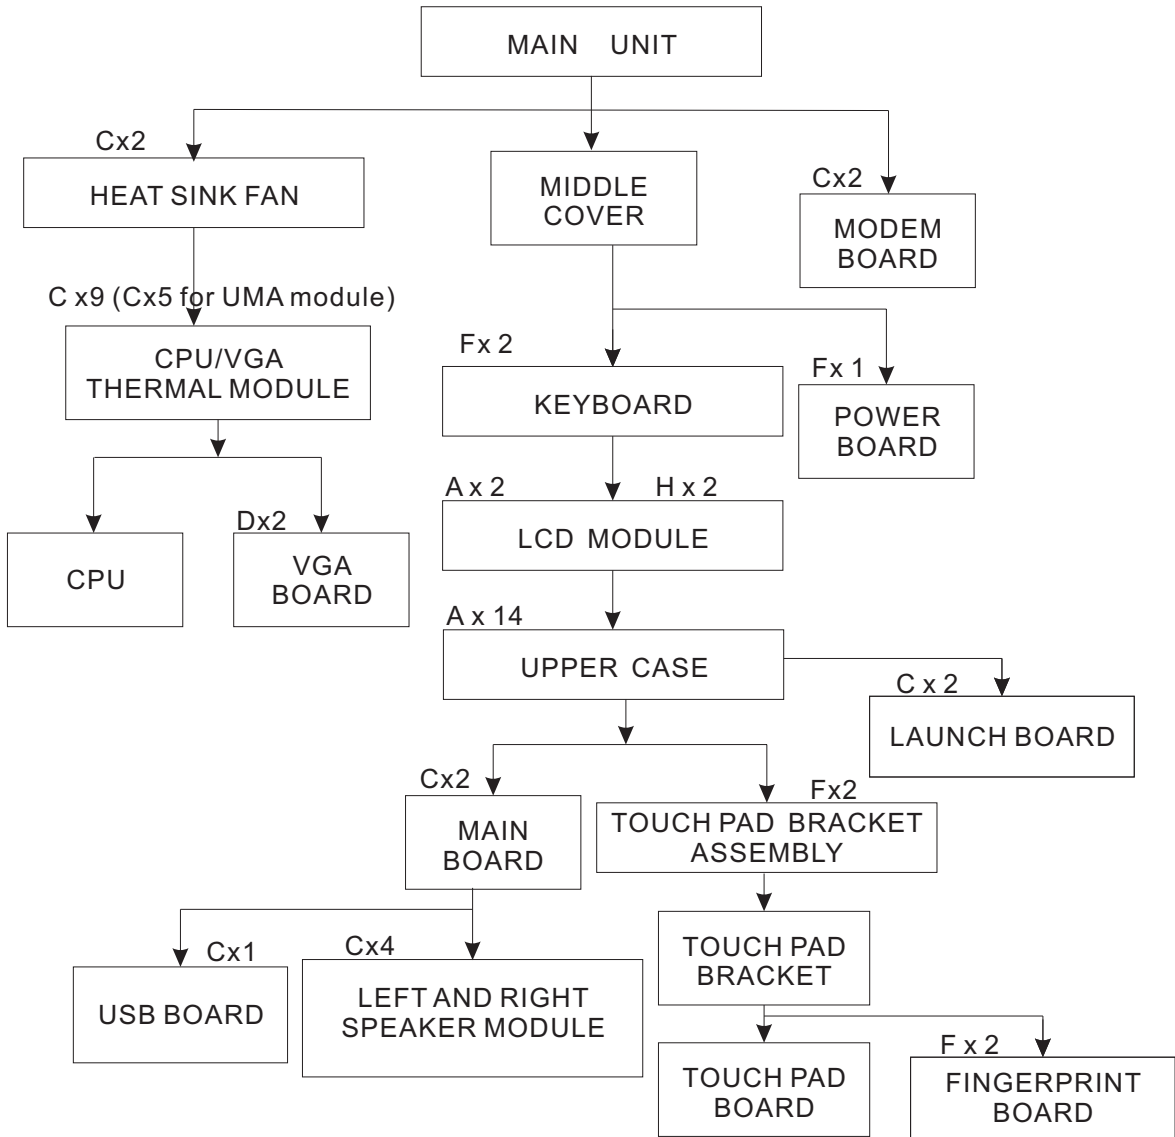 MAIN UNIT
Cx2
HEAT SINK FAN
MIDDLE
COVER
Cx2
MODEM
BOARD
C x9 (Cx5 for UMA module)
CPU/VGA
THERMAL MODULE
Fx 2
KEYBOARD
Fx 1
POWER
BOARD
CPU
Dx2
VGA
BOARD
A x 2
H x 2
LCD MODULE
A x 14
UPPER CASE
C x 2
LAUNCH BOARD
Cx2
MAIN
BOARD
Fx2
TOUCH PAD BRACKET
ASSEMBLY
Cx1
USB BOARD
Cx4
LEFT AND RIGHT
SPEAKER MODULE
TOUCH PAD
BRACKET
TOUCH PAD
BOARD
F x 2
FINGERPRINT
BOARD